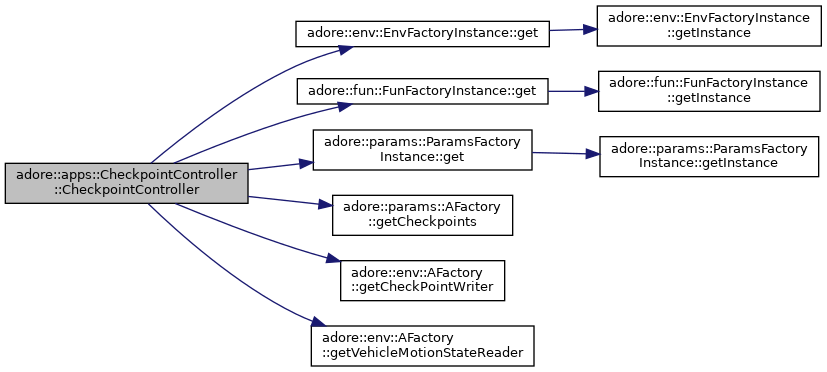 adore::apps::CheckpointController
::CheckpointController
adore::env::EnvFactoryInstance::get
adore::env::EnvFactoryInstance
::getInstance
adore::fun::FunFactoryInstance::get
adore::fun::FunFactoryInstance
::getInstance
adore::params::ParamsFactory
Instance::get
adore::params::ParamsFactory
Instance::getInstance
adore::params::AFactory
::getCheckpoints
adore::env::AFactory
::getCheckPointWriter
adore::env::AFactory
::getVehicleMotionStateReader